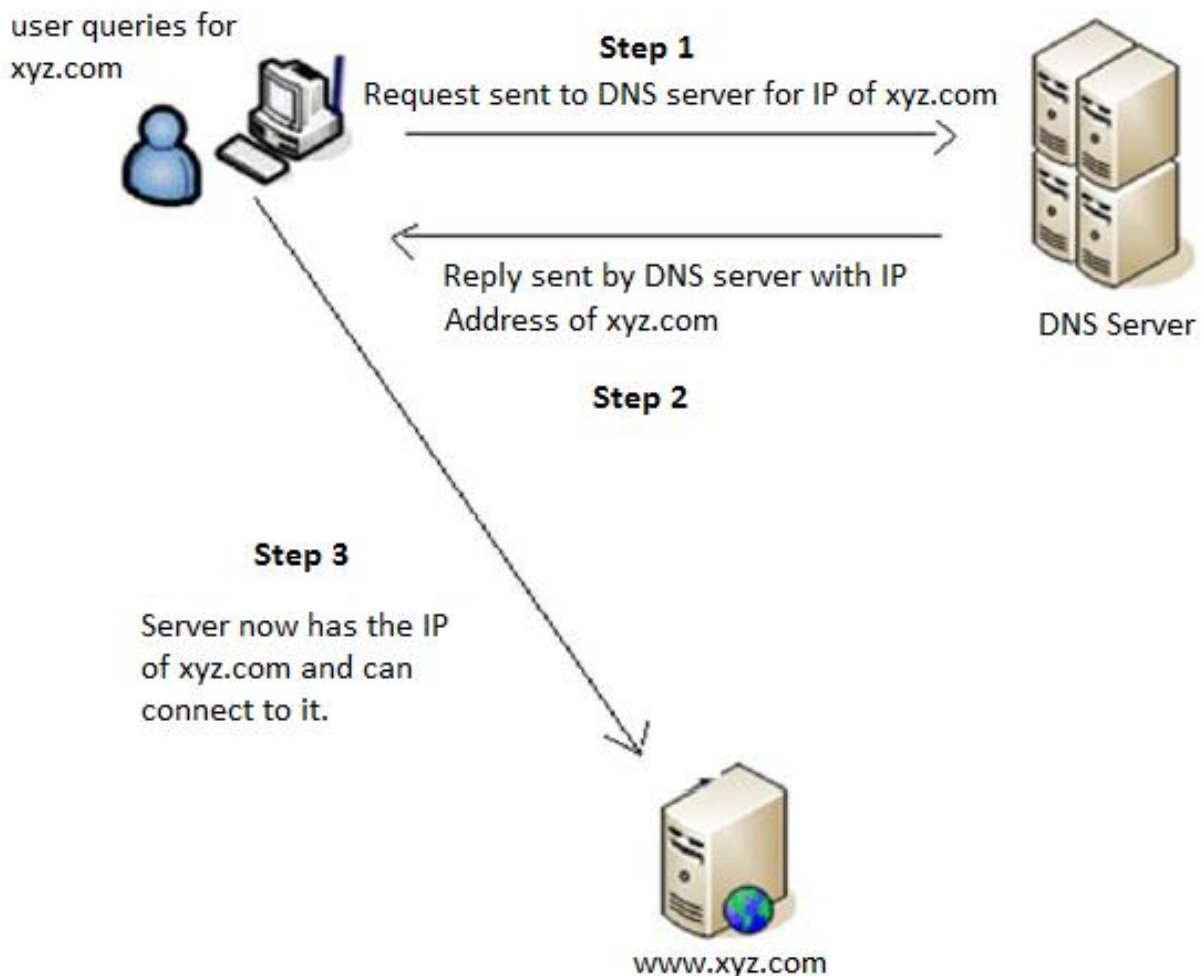 user queries for
xyz.com
Step 1
Request sent to DNS server for IP of xyz.com
Reply sent by DNS server with IP
Address of xyz.com
DNS Server
Step 2
Step 3
Server now has the IP
of xyz.com and can
connect to it.
www.xyz.com